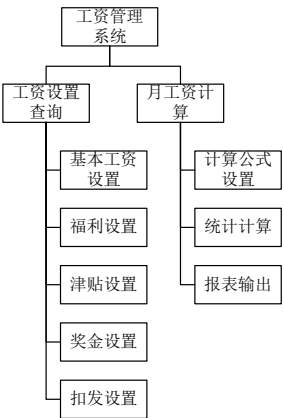 工资管理
系统
工资设置
查询
月工资计
算
基本工资
设置
计算公式
设置
福利设置
统计计算
津贴设置
报表输出
奖金设置
扣发设置